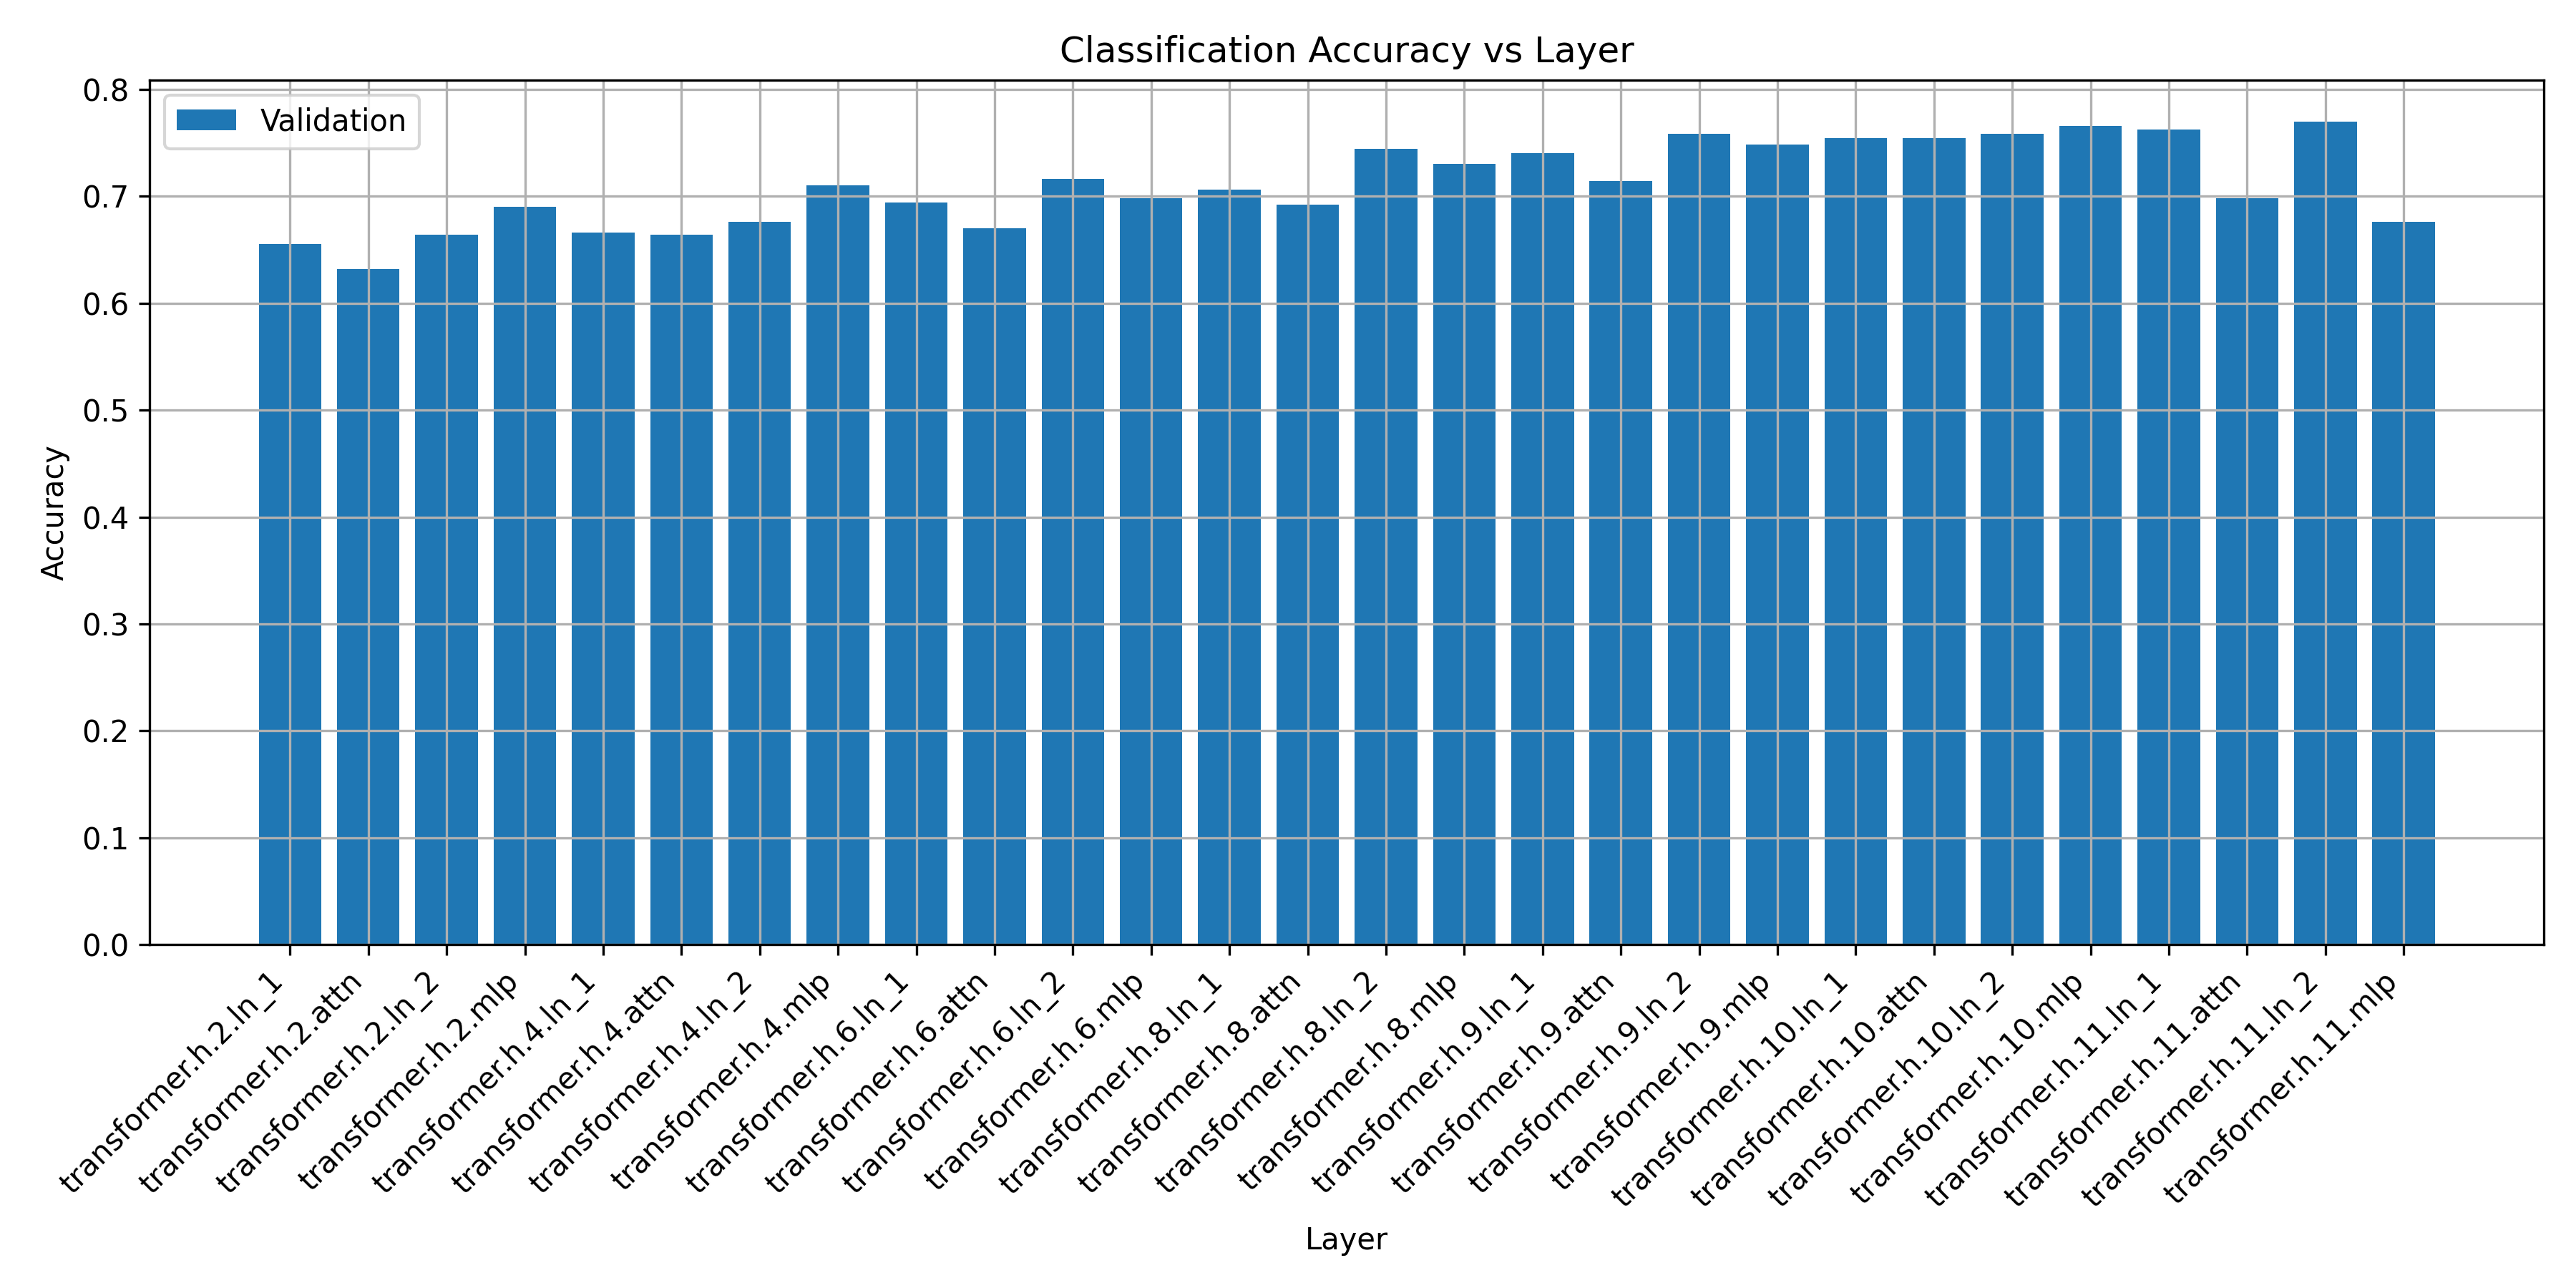 Classification Accuracy vs Layer
Validation
Accuracy
0.8
0.7
0.6
0.5
0.4
0.3
0.2
0.1
0.0
transformer.h.2.ln_1
transformer.h.2.attn
transformer.h.2.ln_2
transformer.h.2.mlp
transformer.h.4.ln_1
transformer.h.4.attn
transformer.h.4.ln_2
transformer.h.4.mlp
transformer.h.6.ln_1
transformer.h.6.attn
transformer.h.6.ln_2
transformer.h.6.mlp
transformer.h.8.ln_1
transformer.h.8.attn
transformer.h.8.ln_2
transformer.h.8.mlp
transformer.h.9.ln_1
transformer.h.9.attn
transformer.h.9.ln_2
transformer.h.9.mlp
transformer.h.10.ln_1
transformer.h.10.attn
transformer.h.10.ln_2
transformer.h.10.mlp
transformer.h.11.ln_1
transformer.h.11.attn
transformer.h.11.ln_2
transformer.h.11.mlp
Layer